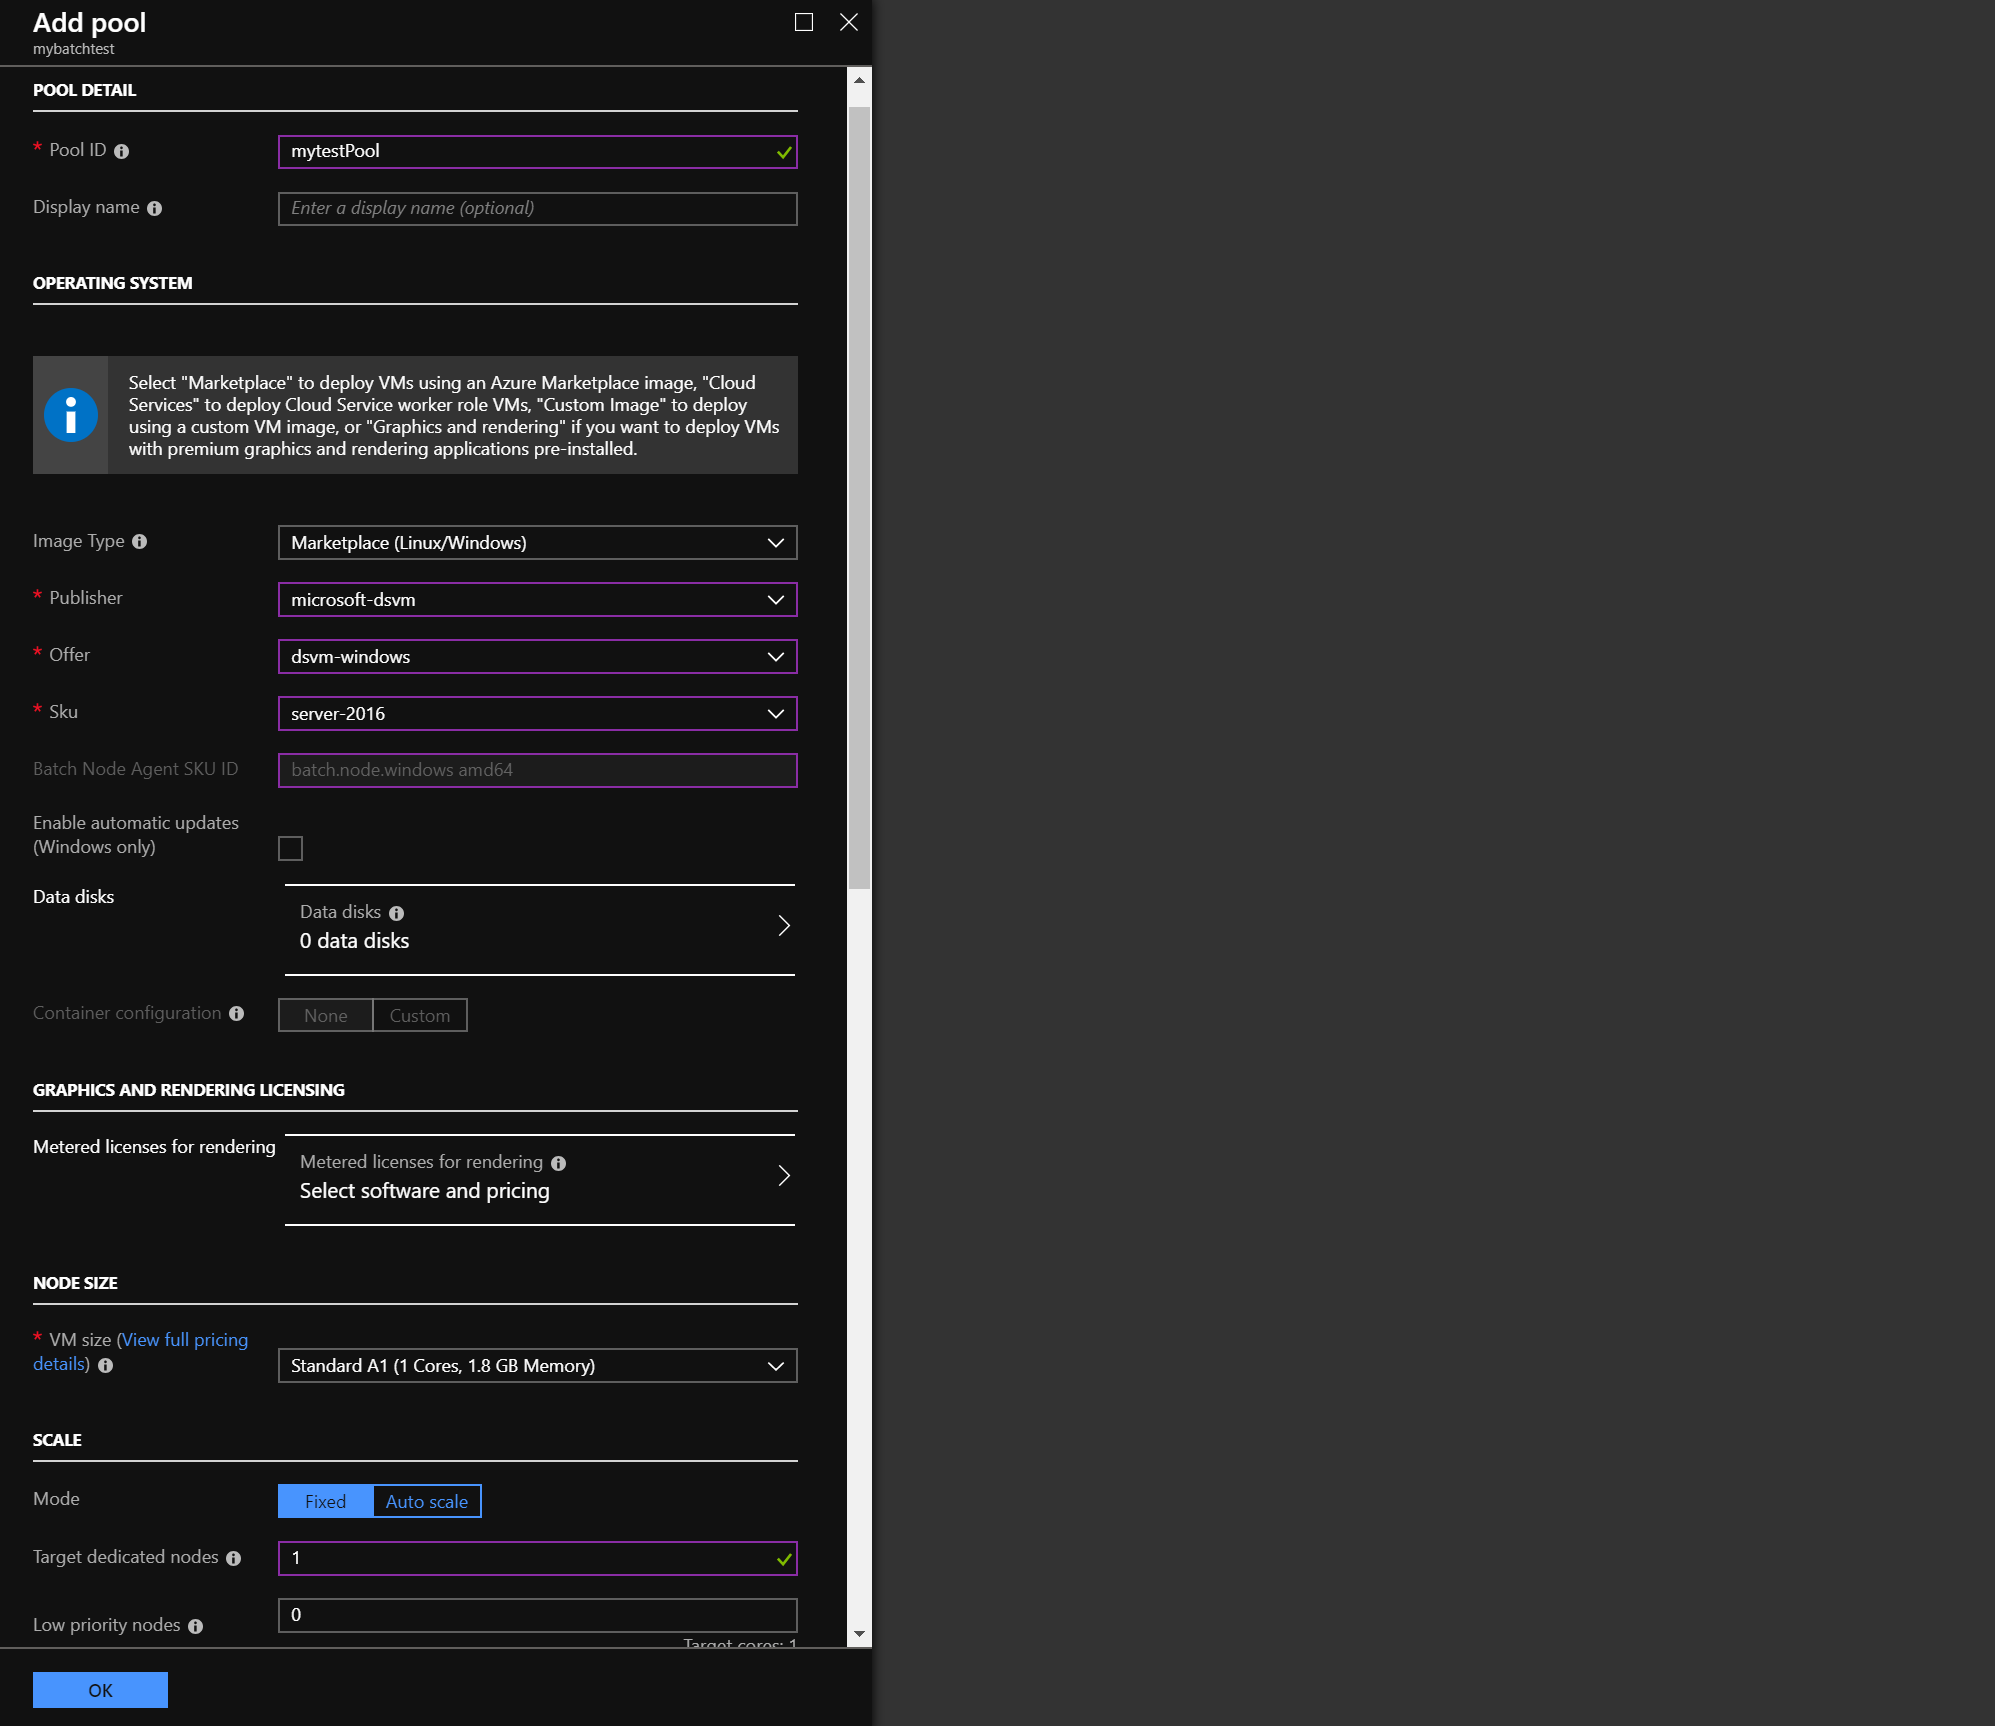 Add pool
mybatchtest
POOL DETAIL
* Pool ID
mytestPool
Display name
Enter a display name (optional)
OPERATING SYSTEM
Select "Marketplace" to deploy VMs using an Azure Marketplace image, "Cloud
Services" to deploy Cloud Service worker role VMs, "Custom Image" to deploy
using a custom VM image, or "Graphics and rendering" if you want to deploy VMs
with premium graphics and rendering applications pre-installed.
Image Type
Marketplace (Linux/Windows)
* Publisher
microsoft-dsvm
* Offer
dsvm-windows
* Sku
server-2016
Batch Node Agent SKU ID
batch.node.windows amd64
Enable automatic updates
(Windows only)
Data disks
Data disks
0 data disks
Container configuration
None
Custom
GRAPHICS AND RENDERING LICENSING
Metered licenses for rendering
Metered licenses for rendering
Select software and pricing
NODE SIZE
* VM size (View full pricing
details)
Standard A1 (1 Cores, 1.8 GB Memory)
SCALE
Mode
Fixed
Auto scale
Target dedicated nodes
1
Low priority nodes
0
Target cores: 1
OK